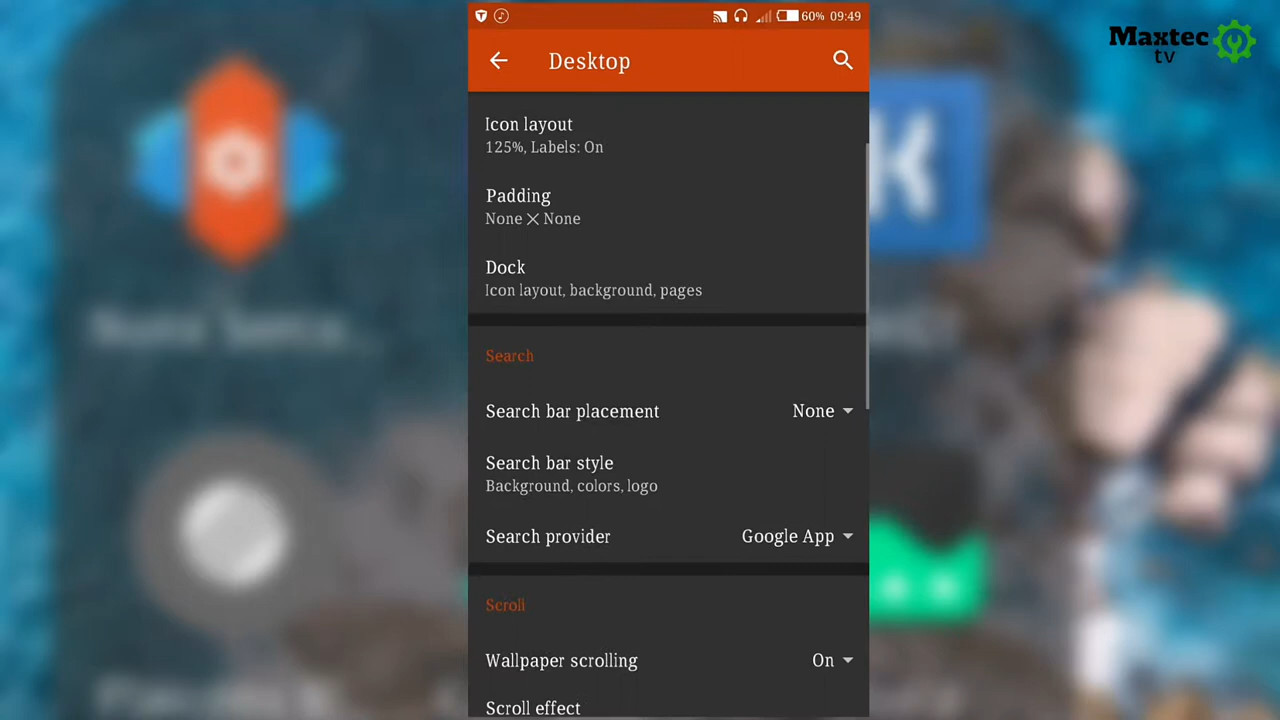 60% 09:49
Maxtec
tv
Desktop
Icon layout
125%, Labels: On
Padding
None × None
Dock
Icon layout, background, pages
Search
Search bar placement None
Search bar style
Background, colors, logo
Search provider Google App
Scroll
Wallpaper scrolling On
Scroll effect